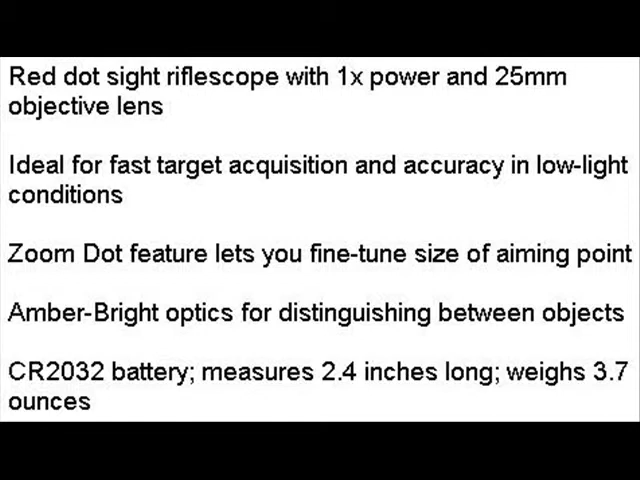 Red dot sight riflescope with 1x power and 25mm
objective lens
Ideal for fast target acquisition and accuracy in low-light
conditions
Zoom Dot feature lets you fine-tune size of aiming point
Amber-Bright optics for distinguishing between objects
CR2032 battery; measures 2.4 inches long; weighs 3.7
ounces